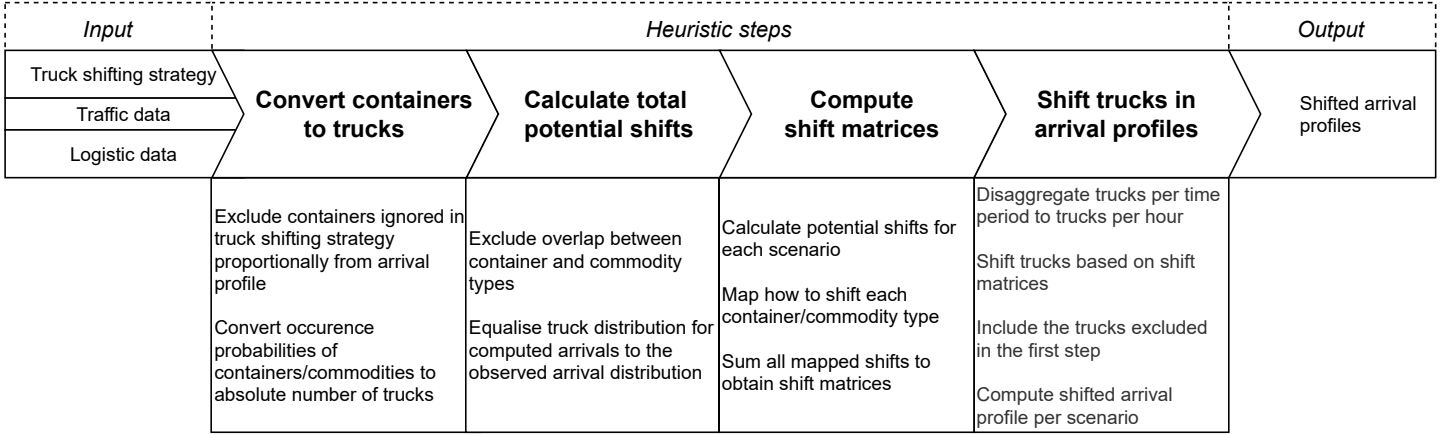 Input
Heuristic steps
Output
Truck shifting strategy
Traffic data
Logistic data
Convert containers
to trucks
Calculate total
potential shifts
Compute
shift matrices
Shift trucks in
arrival profiles
Shifted arrival
profiles
Exclude containers ignored in
truck shifting strategy
proportionally from arrival
profile
Convert occurence
probabilities of
containers/commodities to
absolute number of trucks
Exclude overlap between
container and commodity
types
Equalise truck distribution for
computed arrivals to the
observed arrival distribution
Calculate potential shifts for
each scenario
Map how to shift each
container/commodity type
Sum all mapped shifts to
obtain shift matrices
Disaggregate trucks per time
period to trucks per hour
Shift trucks based on shift
matrices
Include the trucks excluded
in the first step
Compute shifted arrival
profile per scenario